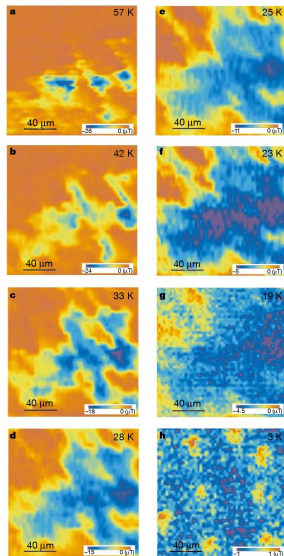 a 57 K
40 µm
−26 0 (µT)
b 42 K
40 µm
−24 0 (µT)
c 33 K
40 µm
−18 0 (µT)
d 28 K
40 µm
−15 0 (µT)
e 25 K
40 µm
−11 0 (µT)
f 23 K
40 µm
−5 0 (µT)
g 19 K
40 µm
−4.5 0 (µT)
h 3 K
40 µm
−1 1 (µT)